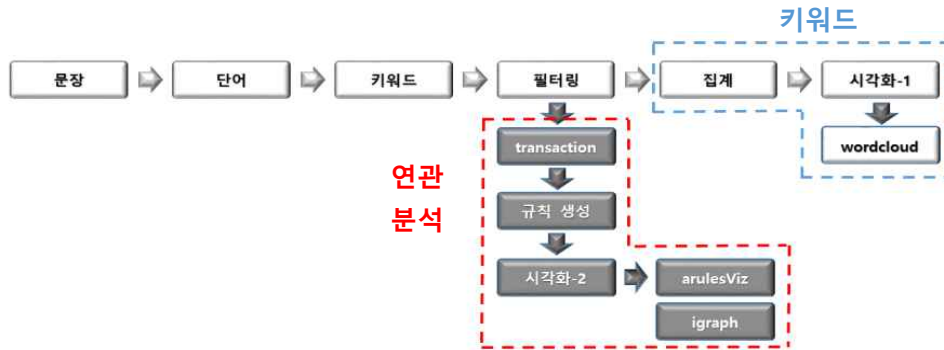 키워드
문장
단어
키워드
필터링
집계
시각화-1
transaction
wordcloud
연관
분석
규칙 생성
시각화-2
arulesViz
igraph